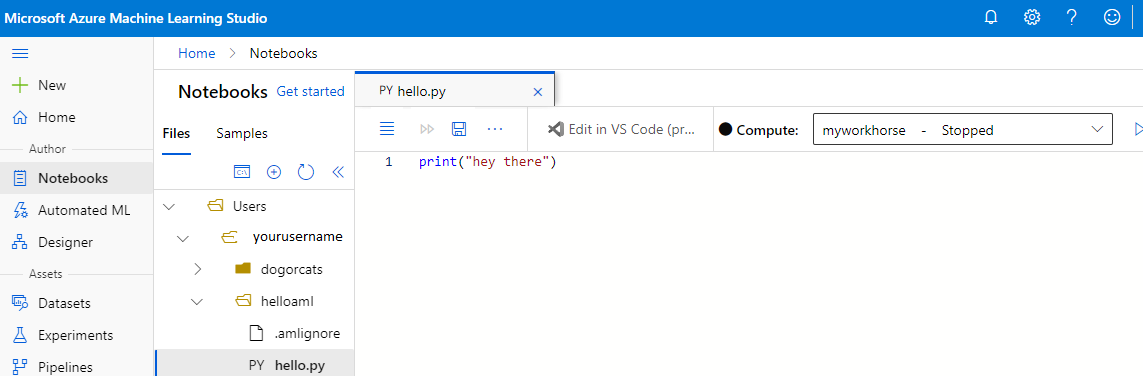 Microsoft Azure Machine Learning Studio
Home > Notebooks
New
Home
Author
Notebooks
Automated ML
Designer
Assets
Datasets
Experiments
Pipelines
Notebooks Get started
Files Samples
Users
yourusername
dogorcats
helloaml
.amlignore
PY hello.py
PY hello.py ×
Edit in VS Code (pr... Compute: myworkhorse - Stopped
1 print("hey there")